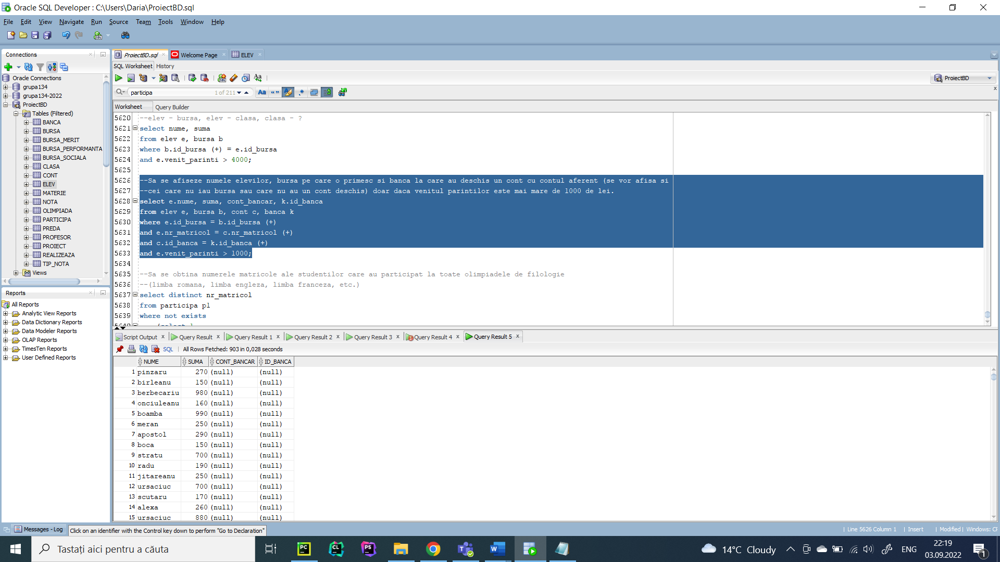 Oracle SQL Developer : C:\Users\Daria\ProiectBD.sql
File Edit View Navigate Run Source Team Tools Window Help
Connections
Oracle Connections
grupa134
grupa134-2022
ProiectBD
Tables (Filtered)
BANCA
BURSA
BURSA_MERIT
BURSA_PERFORMANTA
BURSA_SOCIALA
CLASA
CONT
ELEV
MATERIE
NOTA
OLIMPIADA
PARTICIPA
PREDA
PROFESOR
PROIECT
REALIZEAZA
TIP_NOTA
Views
Reports
All Reports
Analytic View Reports
Data Dictionary Reports
Data Modeler Reports
OLAP Reports
TimesTen Reports
User Defined Reports
ProiectBD.sql Welcome Page ELEV
SQL Worksheet History
ProiectBD
participa 1 of 211
Worksheet Query Builder
5620 --elev - bursa, elev - clasa, clasa - ?
5621 select nume, suma
5622 from elev e, bursa b
5623 where b.id_bursa (+) = e.id_bursa
5624 and e.venit_parinti > 4000;
5625
5626 --Sa se afiseze numele elevilor, bursa pe care o primesc si banca la care au deschis un cont cu contul aferent (se vor afisa si
5627 --cei care nu iau bursa sau care nu au un cont deschis) doar daca venitul parintilor este mai mare de 1000 de lei.
5628 select e.nume, suma, cont_bancar, k.id_banca
5629 from elev e, bursa b, cont c, banca k
5630 where e.id_bursa = b.id_bursa (+)
5631 and e.nr_matricol = c.nr_matricol (+)
5632 and c.id_banca = k.id_banca (+)
5633 and e.venit_parinti > 1000;
5634
5635 --Sa se obtina numerele matricole ale studentilor care au participat la toate olimpiadele de filologie
5636 --(limba romana, limba engleza, limba franceza, etc.)
5637 select distinct nr_matricol
5638 from participa p1
5639 where not exists
Script Output Query Result Query Result 1 Query Result 2 Query Result 3 Query Result 4 Query Result 5
SQL All Rows Fetched: 903 in 0,028 seconds
NUME SUMA CONT_BANCAR ID_BANCA
1 pinzaru 270 (null) (null)
2 birleanu 150 (null) (null)
3 berbecariu 980 (null) (null)
4 onciuleanu 160 (null) (null)
5 boamba 990 (null) (null)
6 meran 250 (null) (null)
7 apostol 290 (null) (null)
8 boca 150 (null) (null)
9 stratu 700 (null) (null)
10 radu 190 (null) (null)
11 jitareanu 250 (null) (null)
12 ursaciuc 700 (null) (null)
13 scutaru 170 (null) (null)
14 alexa 260 (null) (null)
15 ursaciuc 880 (null) (null)
Messages - Log
Click on an identifier with the Control key down to perform "Go to Declaration"
Line 5626 Column 1 Insert Modified Windows: CF
Tastați aici pentru a căuta
14°C Cloudy
ENG
22:19
03.09.2022
1